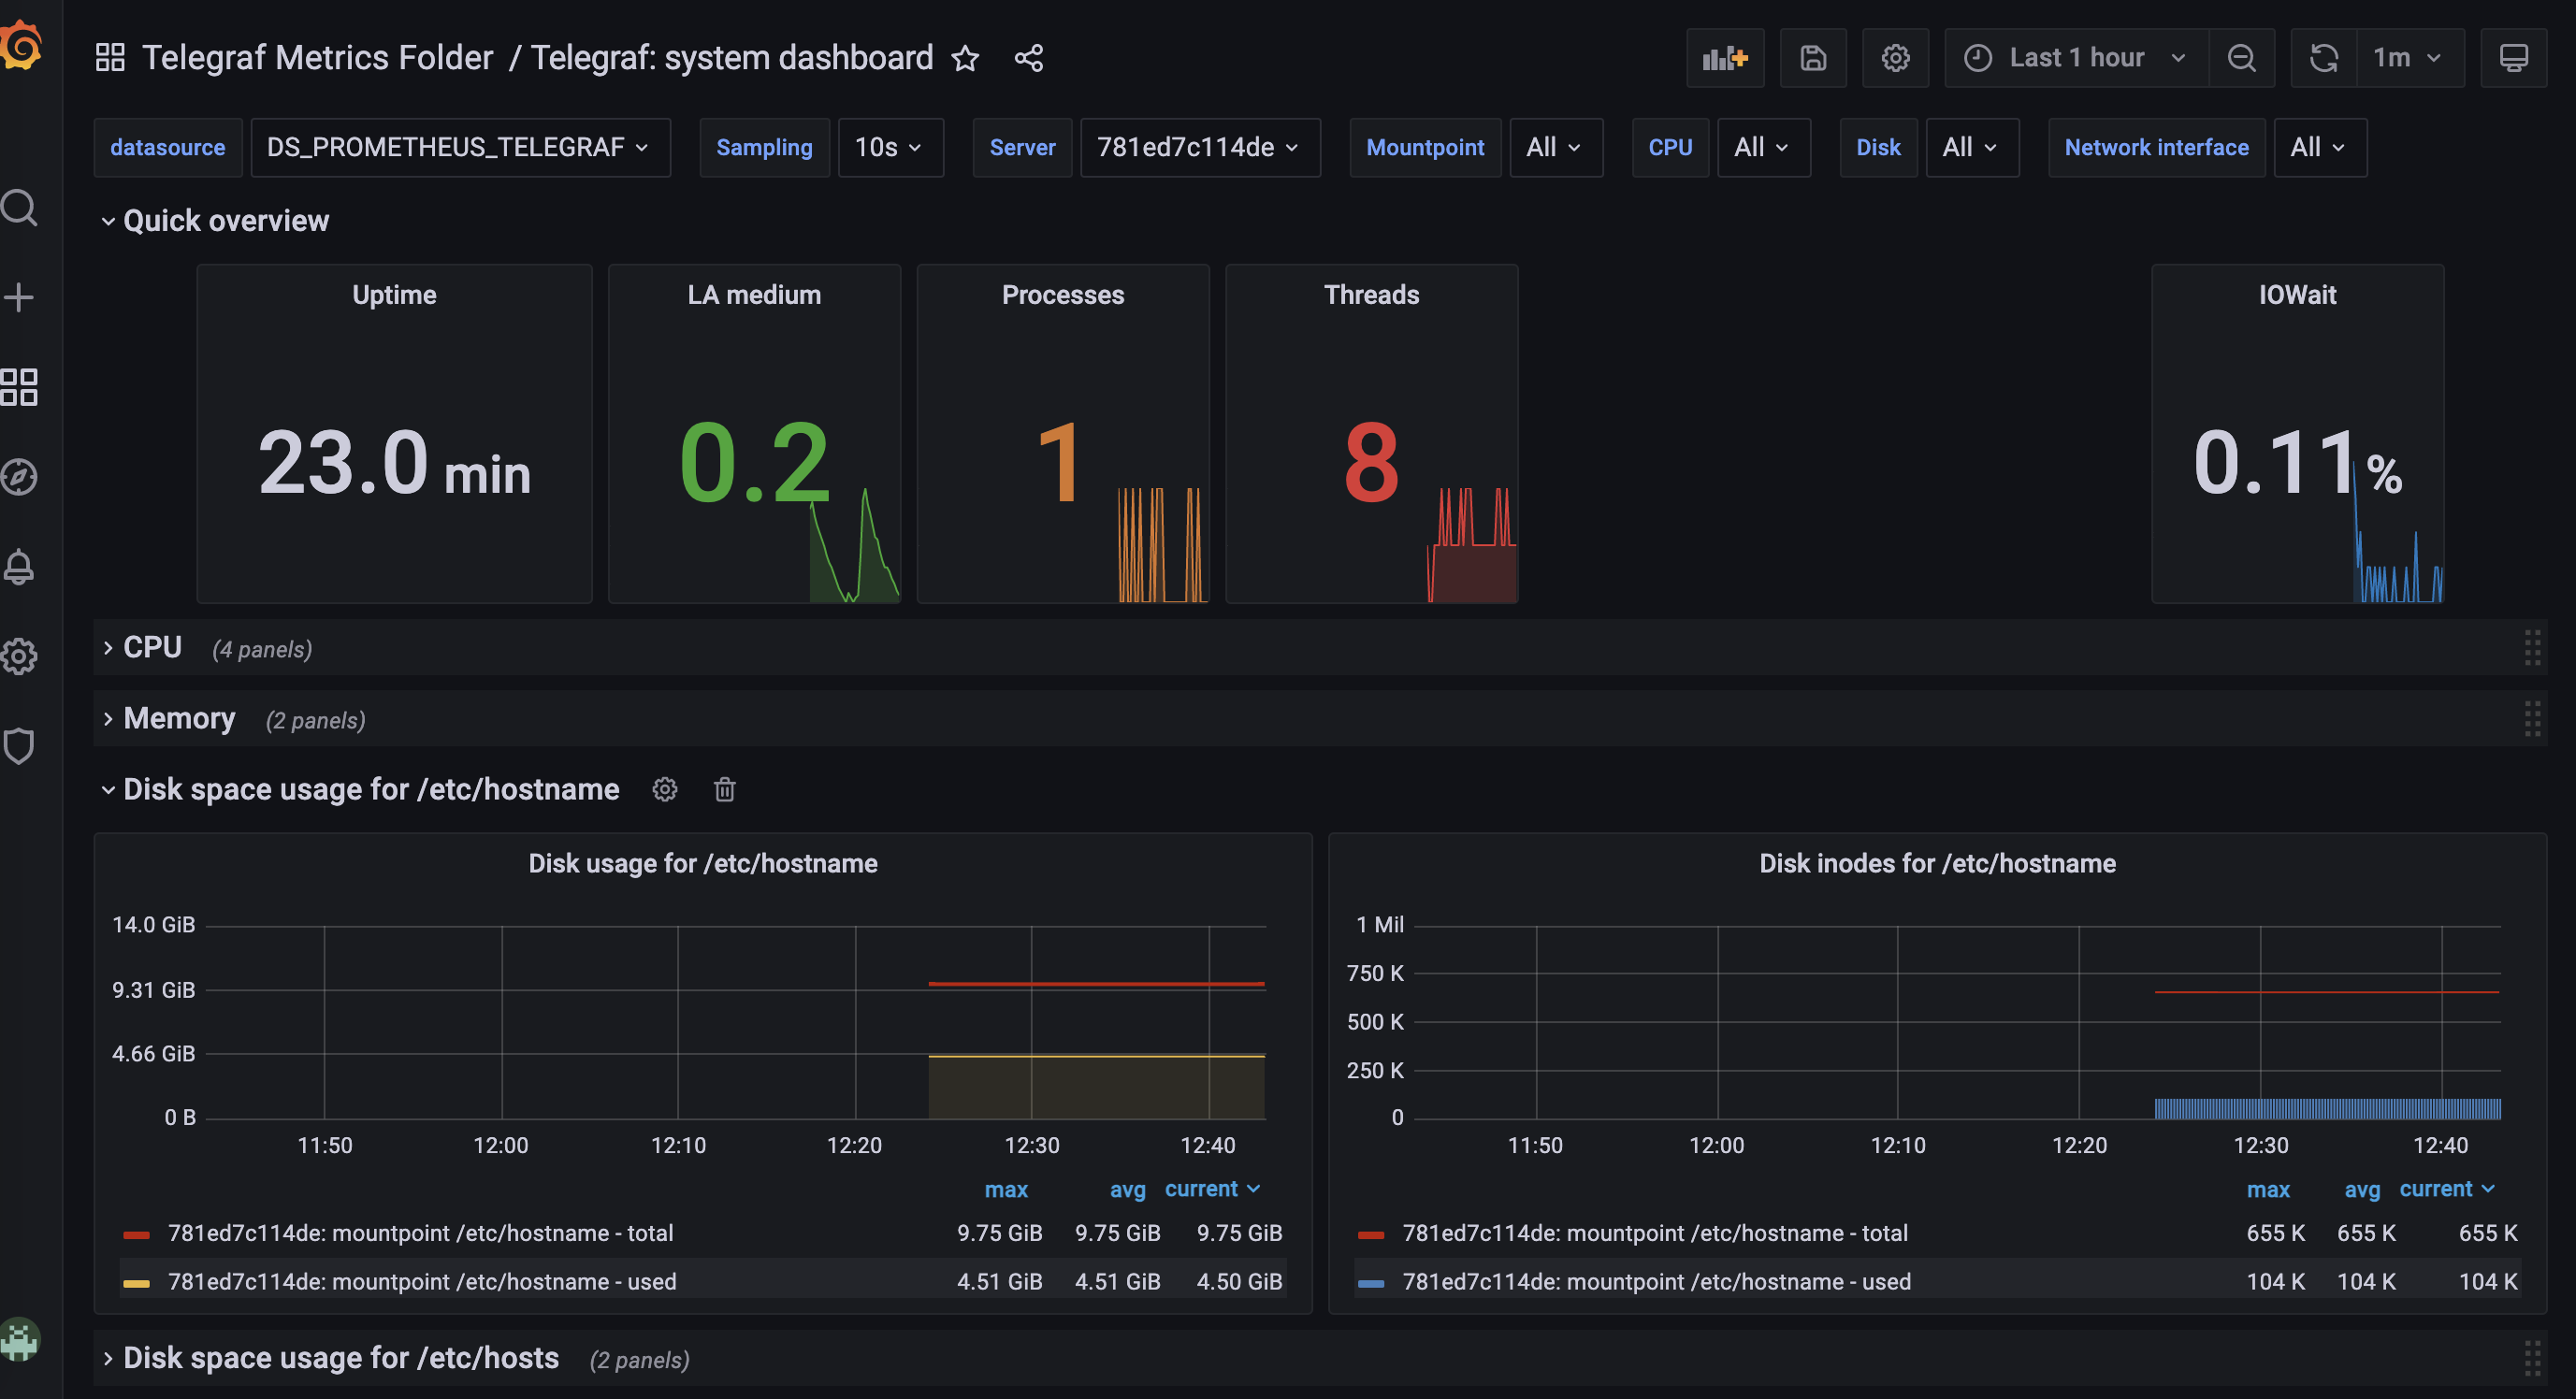 Telegraf Metrics Folder / Telegraf: system dashboard
Last 1 hour
1m
datasource DS_PROMETHEUS_TELEGRAF Sampling 10s Server 781ed7c114de Mountpoint All CPU All Disk All Network interface All
Quick overview
Uptime
23.0 min
LA medium
0.2
Processes
1
Threads
8
IOWait
0.11%
CPU (4 panels)
Memory (2 panels)
Disk space usage for /etc/hostname
Disk usage for /etc/hostname
14.0 GiB
9.31 GiB
4.66 GiB
0 B
11:50 12:00 12:10 12:20 12:30 12:40
max avg current
781ed7c114de: mountpoint /etc/hostname - total 9.75 GiB 9.75 GiB 9.75 GiB
781ed7c114de: mountpoint /etc/hostname - used 4.51 GiB 4.51 GiB 4.50 GiB
Disk inodes for /etc/hostname
1 Mil
750 K
500 K
250 K
0
11:50 12:00 12:10 12:20 12:30 12:40
max avg current
781ed7c114de: mountpoint /etc/hostname - total 655 K 655 K 655 K
781ed7c114de: mountpoint /etc/hostname - used 104 K 104 K 104 K
Disk space usage for /etc/hosts (2 panels)